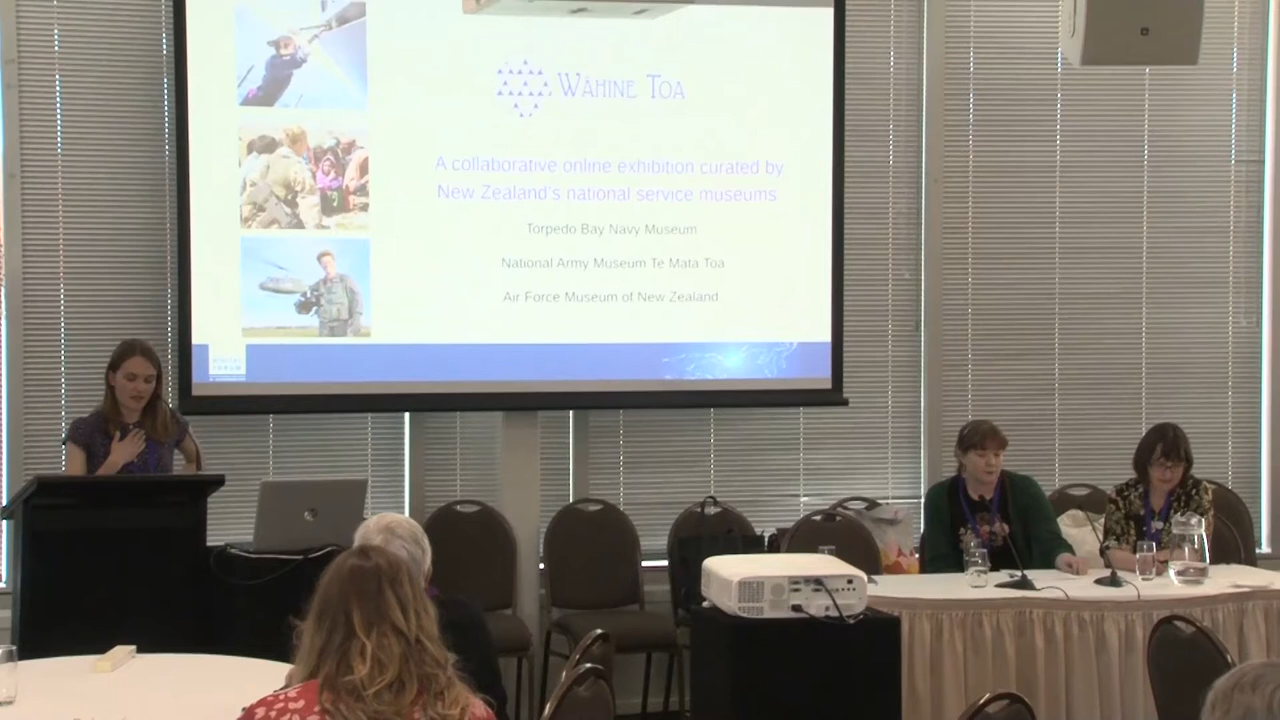 WĀHINE TOA
A collaborative online exhibition curated by
New Zealand's national service museums
Torpedo Bay Navy Museum
National Army Museum Te Mata Toa
Air Force Museum of New Zealand